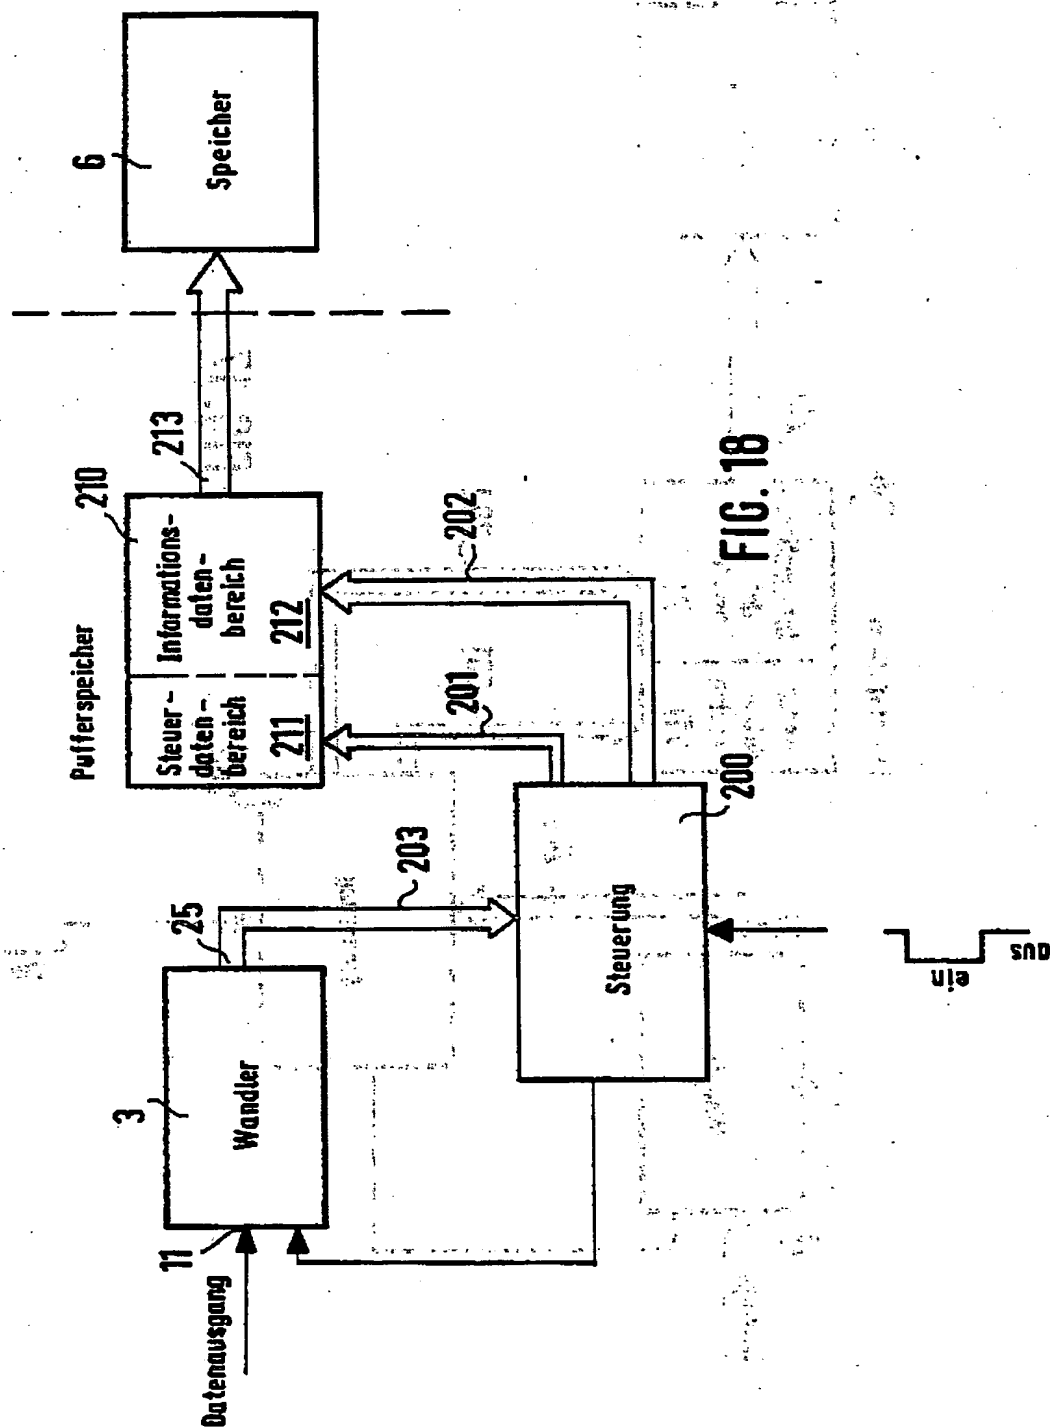 Datenausgang
11
3
Wandler
25
203
Pufferspeicher
210
Steuer-
daten-
bereich
211
Informations-
daten-
bereich
212
213
6
Speicher
201
202
Steuerung
200
ein
aus
FIG. 18